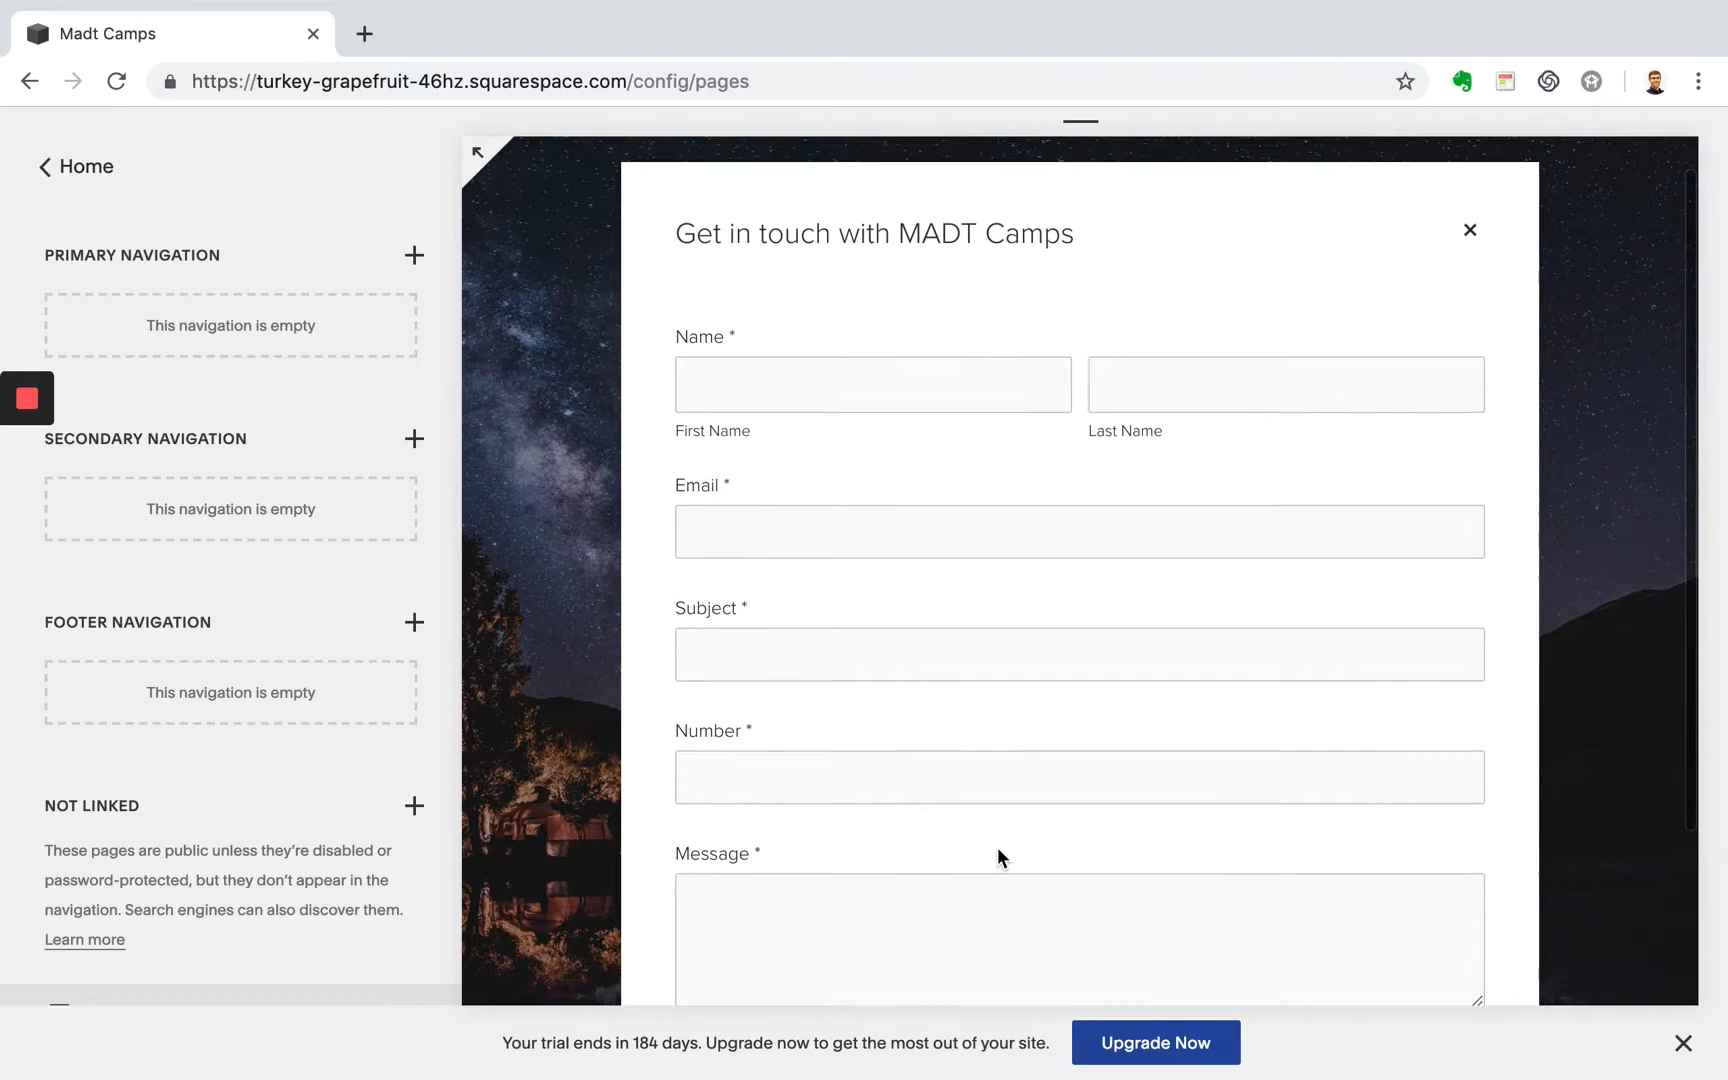 Madt Camps
https://turkey-grapefruit-46hz.squarespace.com/config/pages
Home
PRIMARY NAVIGATION
This navigation is empty
SECONDARY NAVIGATION
This navigation is empty
FOOTER NAVIGATION
This navigation is empty
NOT LINKED
These pages are public unless they’re disabled or
password-protected, but they don’t appear in the
navigation. Search engines can also discover them.
Learn more
Get in touch with MADT Camps
Name *
First Name
Last Name
Email *
Subject *
Number *
Message *
Your trial ends in 184 days. Upgrade now to get the most out of your site.
Upgrade Now